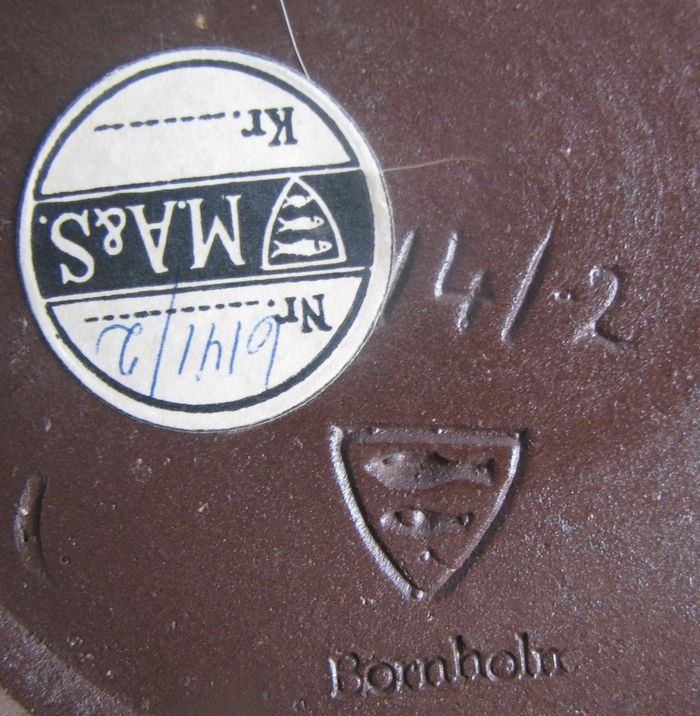 Nr.
6141/2
M.A&S.
Kr.
141-2
Bornholm